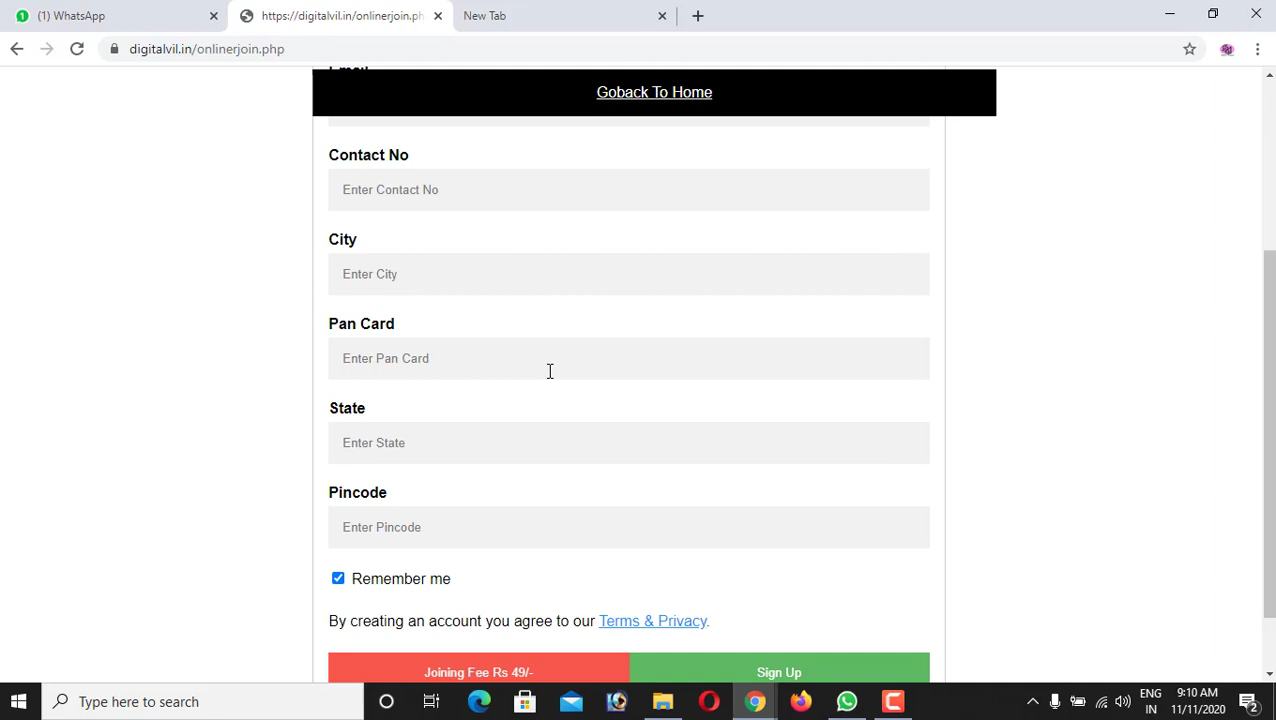 (1) WhatsApp
https://digitalvil.in/onlinerjoin.ph
New Tab
digitalvil.in/onlinerjoin.php
Email
Goback To Home
Contact No
Enter Contact No
City
Enter City
Pan Card
Enter Pan Card
State
Enter State
Pincode
Enter Pincode
Remember me
By creating an account you agree to our Terms & Privacy.
Joining Fee Rs 49/-
Sign Up
Type here to search
ENG
IN
9:10 AM
11/11/2020
2